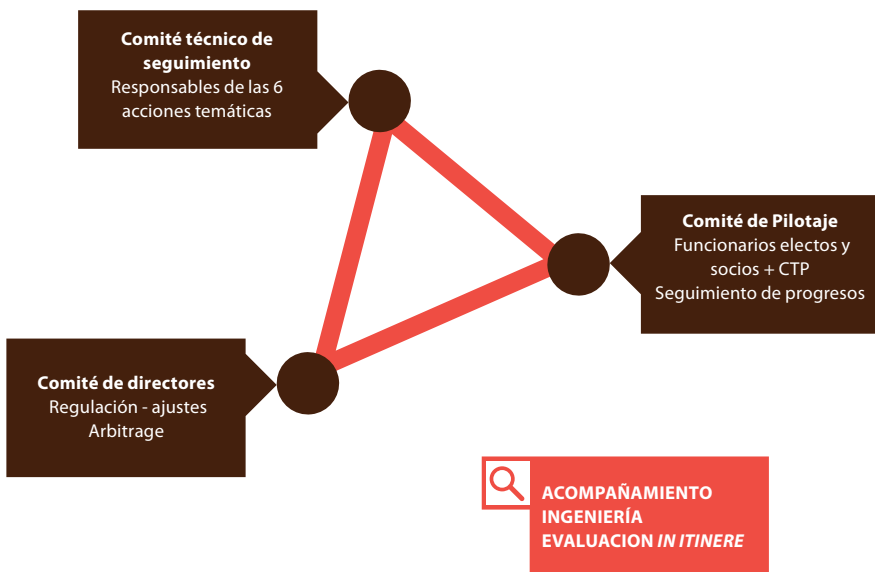 Comité técnico de
seguimiento
Responsables de las 6
acciones temáticas
Comité de Pilotaje
Funcionarios electos y
socios + CTP
Seguimiento de progresos
Comité de directores
Regulación - ajustes
Arbitrage
ACOMPAÑAMIENTO
INGENIERÍA
EVALUACION IN ITINERE